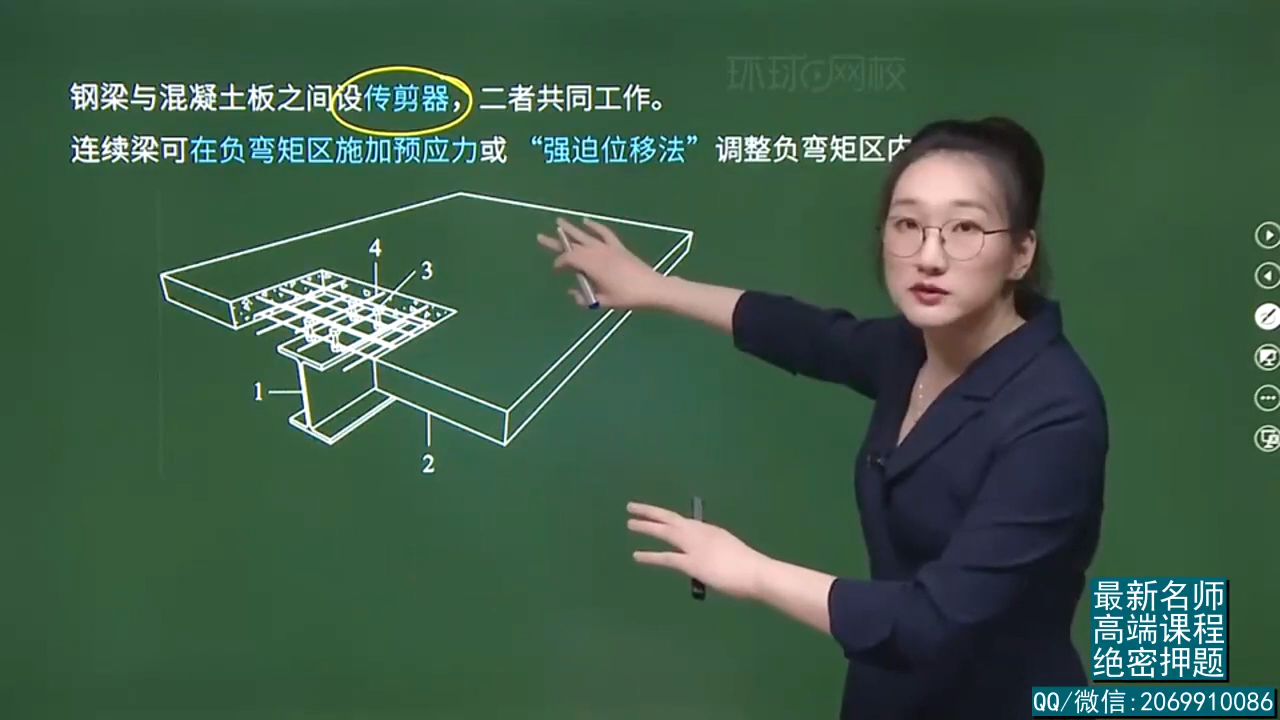 环球网校
钢梁与混凝土板之间设传剪器，二者共同工作。
连续梁可在负弯矩区施加预应力或“强迫位移法”调整负弯矩区内
4
3
1
2
最新名师
高端课程
绝密押题
QQ/微信:2069910086